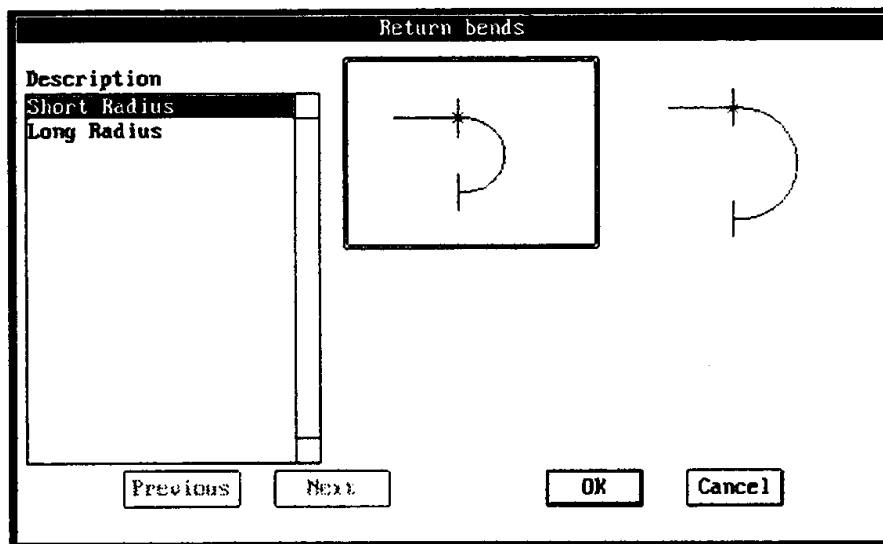 Return bends
Description
Short Radius
Long Radius
Previous
Next
OK
Cancel